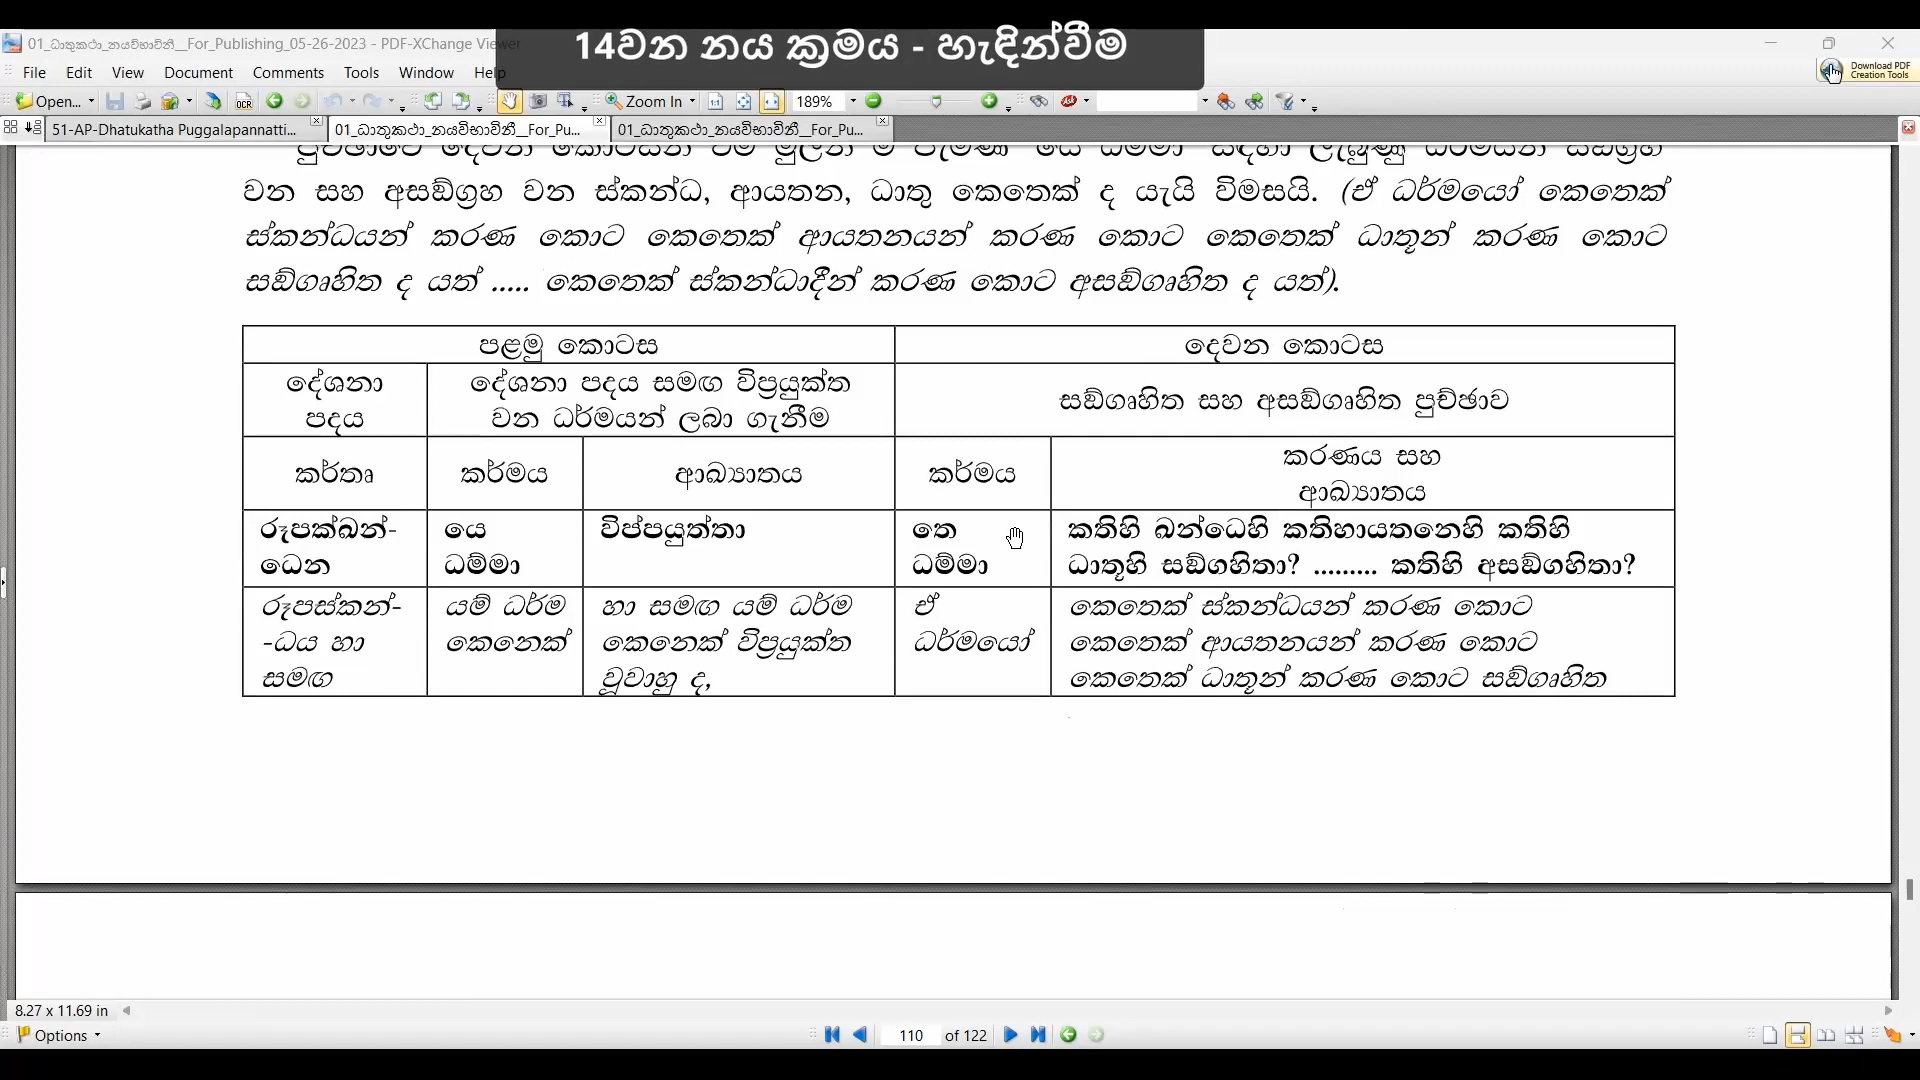 14වන නය ක්‍රමය - හැඳින්වීම
01_ධාතුකථා_නයවිභාවිනී__For_Publishing_05-26-2023 - PDF-XChange Viewer
File Edit View Document Comments Tools Window Help
Download PDF
Creation Tools
Open... OCR Zoom In 189%
51-AP-Dhatukatha Puggalapannatti... 01_ධාතුකථා_නයවිභාවිනී__For_Pu... 01_ධාතුකථා_නයවිභාවිනී__For_Pu...
වන සහ අසඞ්ග්‍රහ වන ස්කන්ධ, ආයතන, ධාතු කෙතෙක් ද යැයි විමසයි. (ඒ ධර්මයෝ කෙතෙක්
ස්කන්ධයන් කරණ කොට කෙතෙක් ආයතනයන් කරණ කොට කෙතෙක් ධාතූන් කරණ කොට
සඞ්ගෘහිත ද යත් ..... කෙතෙක් ස්කන්ධාදීන් කරණ කොට අසඞ්ගෘහිත ද යත්).
පළමු කොටස දෙවන කොටස
දේශනා පදය දේශනා පදය සමඟ විප්‍රයුක්ත වන ධර්මයන් ලබා ගැනීම සඞ්ගෘහිත සහ අසඞ්ගෘහිත පුච්ඡාව
කර්තෘ කර්මය ආඛ්‍යාතය කර්මය කරණය සහ ආඛ්‍යාතය
රූපක්ඛන්- යෙ විප්පයුත්තා තෙ කතිහි ඛන්ධෙහි කතිහායතනෙහි කතිහි
ධෙන ධම්මා ධම්මා ධාතූහි සඞ්ගහිතා? ......... කතිහි අසඞ්ගහිතා?
රූපස්කන්- යම් ධර්ම හා සමඟ යම් ධර්ම ඒ කෙතෙක් ස්කන්ධයන් කරණ කොට
-ධය හා කෙනෙක් කෙනෙක් විප්‍රයුක්ත ධර්මයෝ කෙතෙක් ආයතනයන් කරණ කොට
සමඟ වූවාහු ද, කෙතෙක් ධාතූන් කරණ කොට සඞ්ගෘහිත
8.27 x 11.69 in
Options 110 of 122